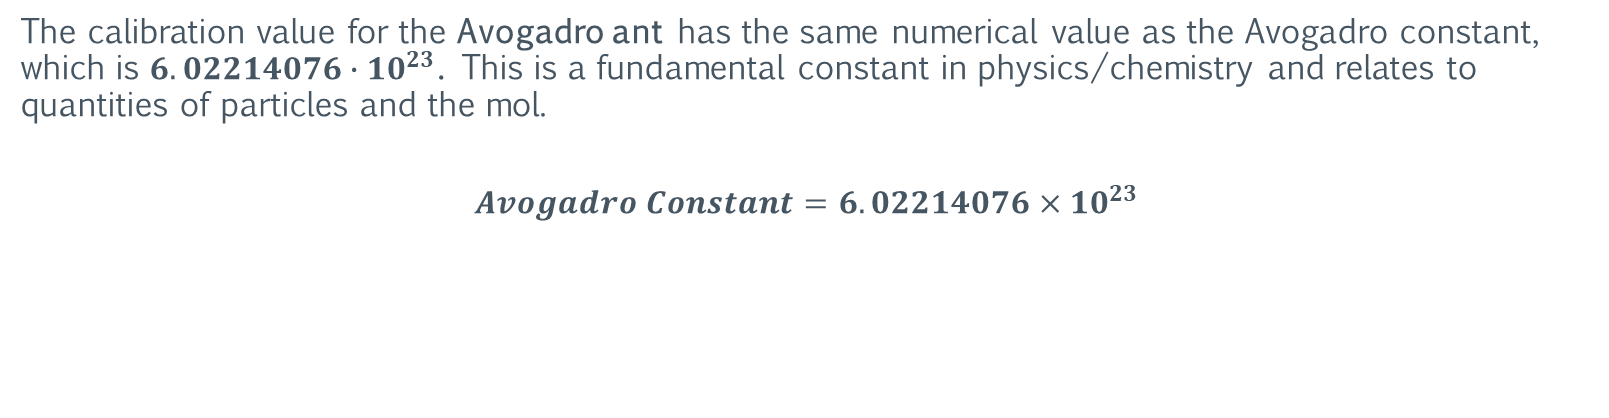 The calibration value for the Avogadro ant has the same numerical value as the Avogadro constant,
which is 6.02214076 · 10²³. This is a fundamental constant in physics/chemistry and relates to
quantities of particles and the mol.
Avogadro Constant = 6.02214076 × 10²³